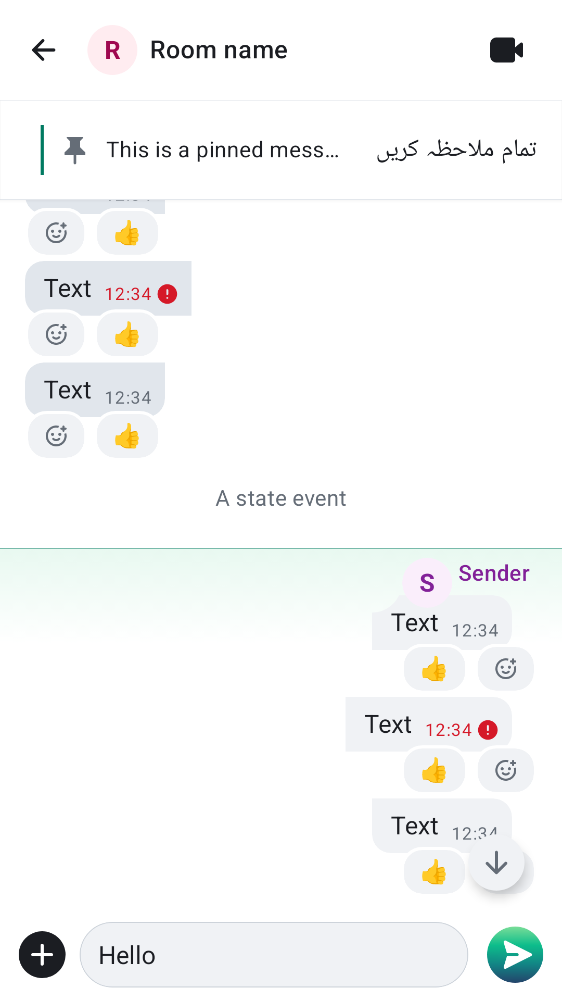 R Room name
This is a pinned mess... تمام ملاحظہ کریں
Text 12:34
Text 12:34
A state event
S Sender
Text 12:34
Text 12:34
Text 12:34
Hello